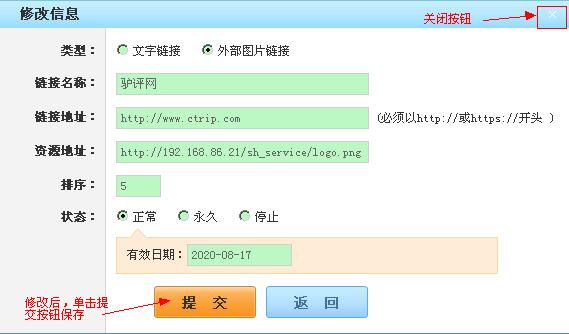 修改信息
关闭按钮
×
类型： 文字链接 外部图片链接
链接名称： 驴评网
链接地址： http://www.ctrip.com (必须以http://或https://开头 )
资源地址： http://192.168.86.21/sh_service/logo.png
排序： 5
状态： 正常 永久 停止
有效日期： 2020-08-17
修改后，单击提
交按钮保存
提 交
返 回